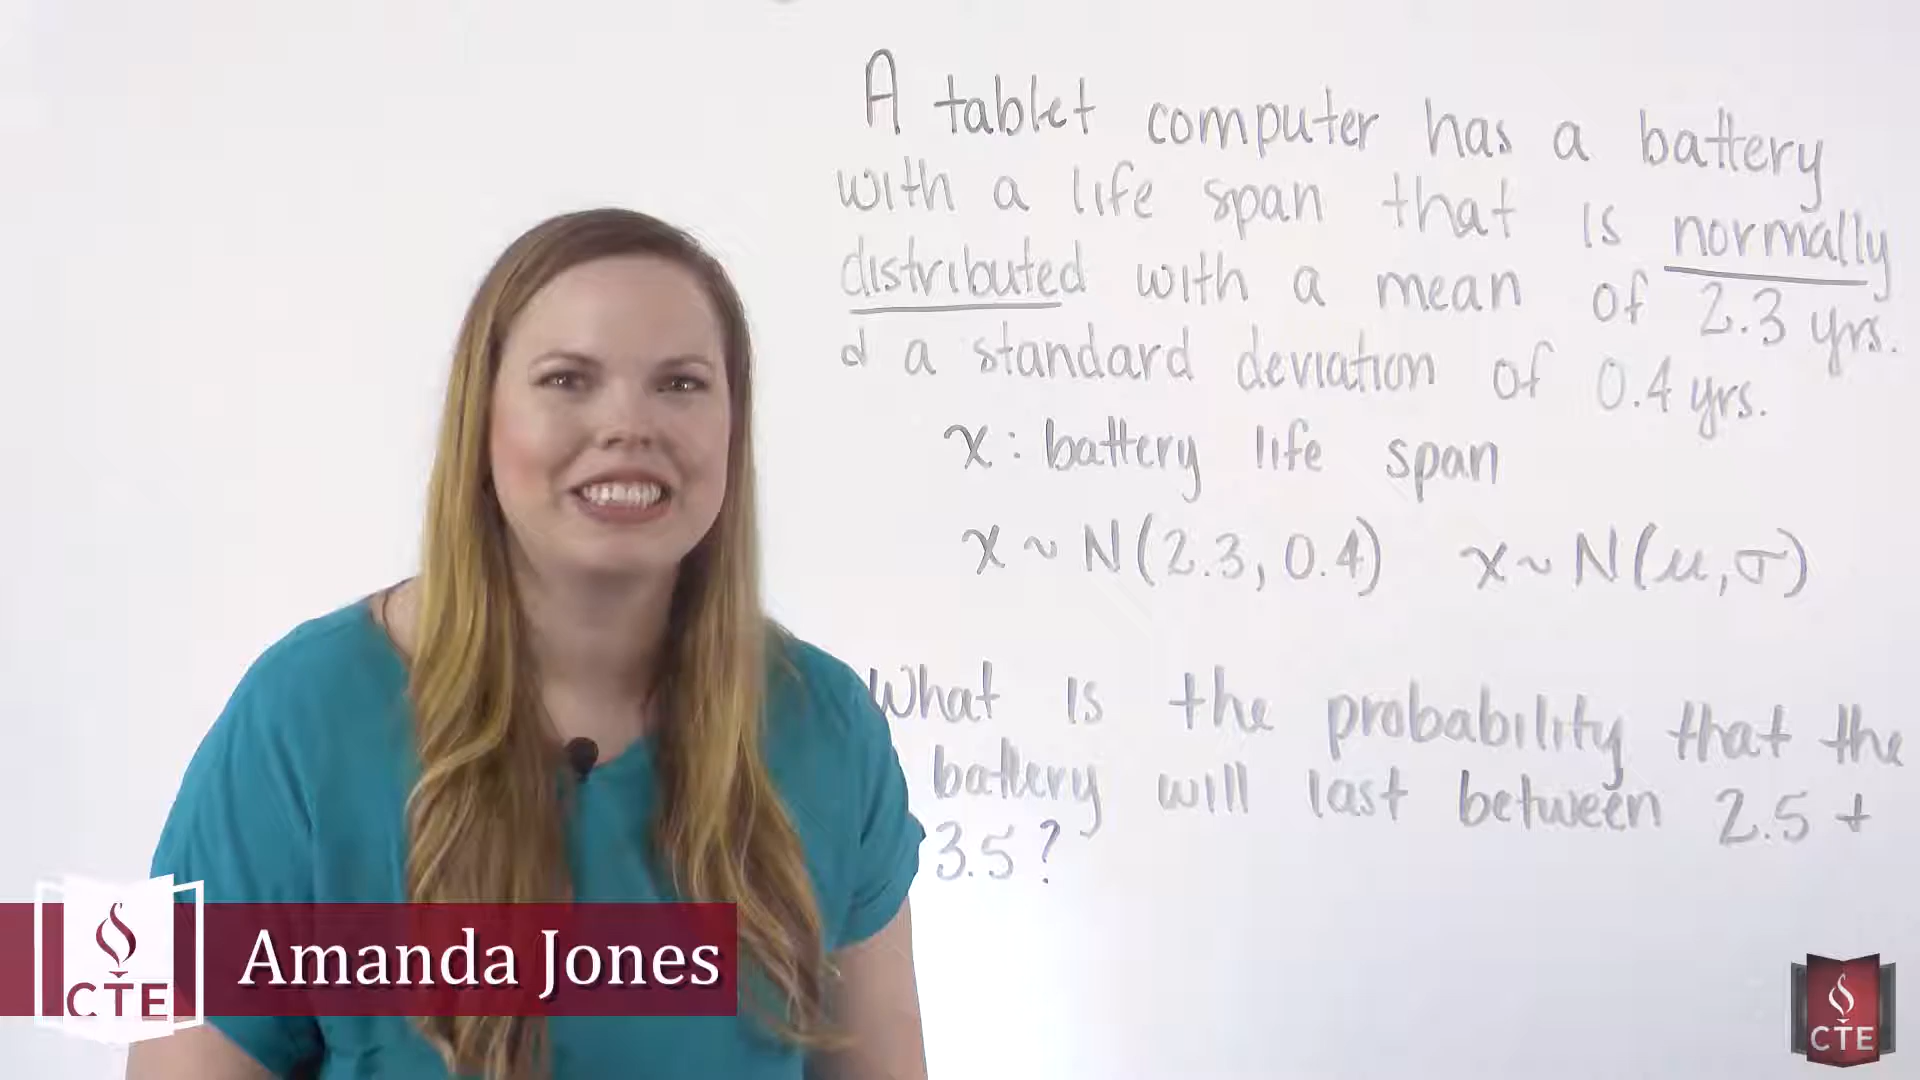 A tablet computer has a battery
with a life span that is normally
distributed with a mean of 2.3 yrs.
d a standard deviation of 0.4 yrs.
x : battery life span
x ~ N(2.3, 0.4) x ~ N(μ, σ)
What is the probability that the
battery will last between 2.5 +
3.5?
CTE Amanda Jones
CTE